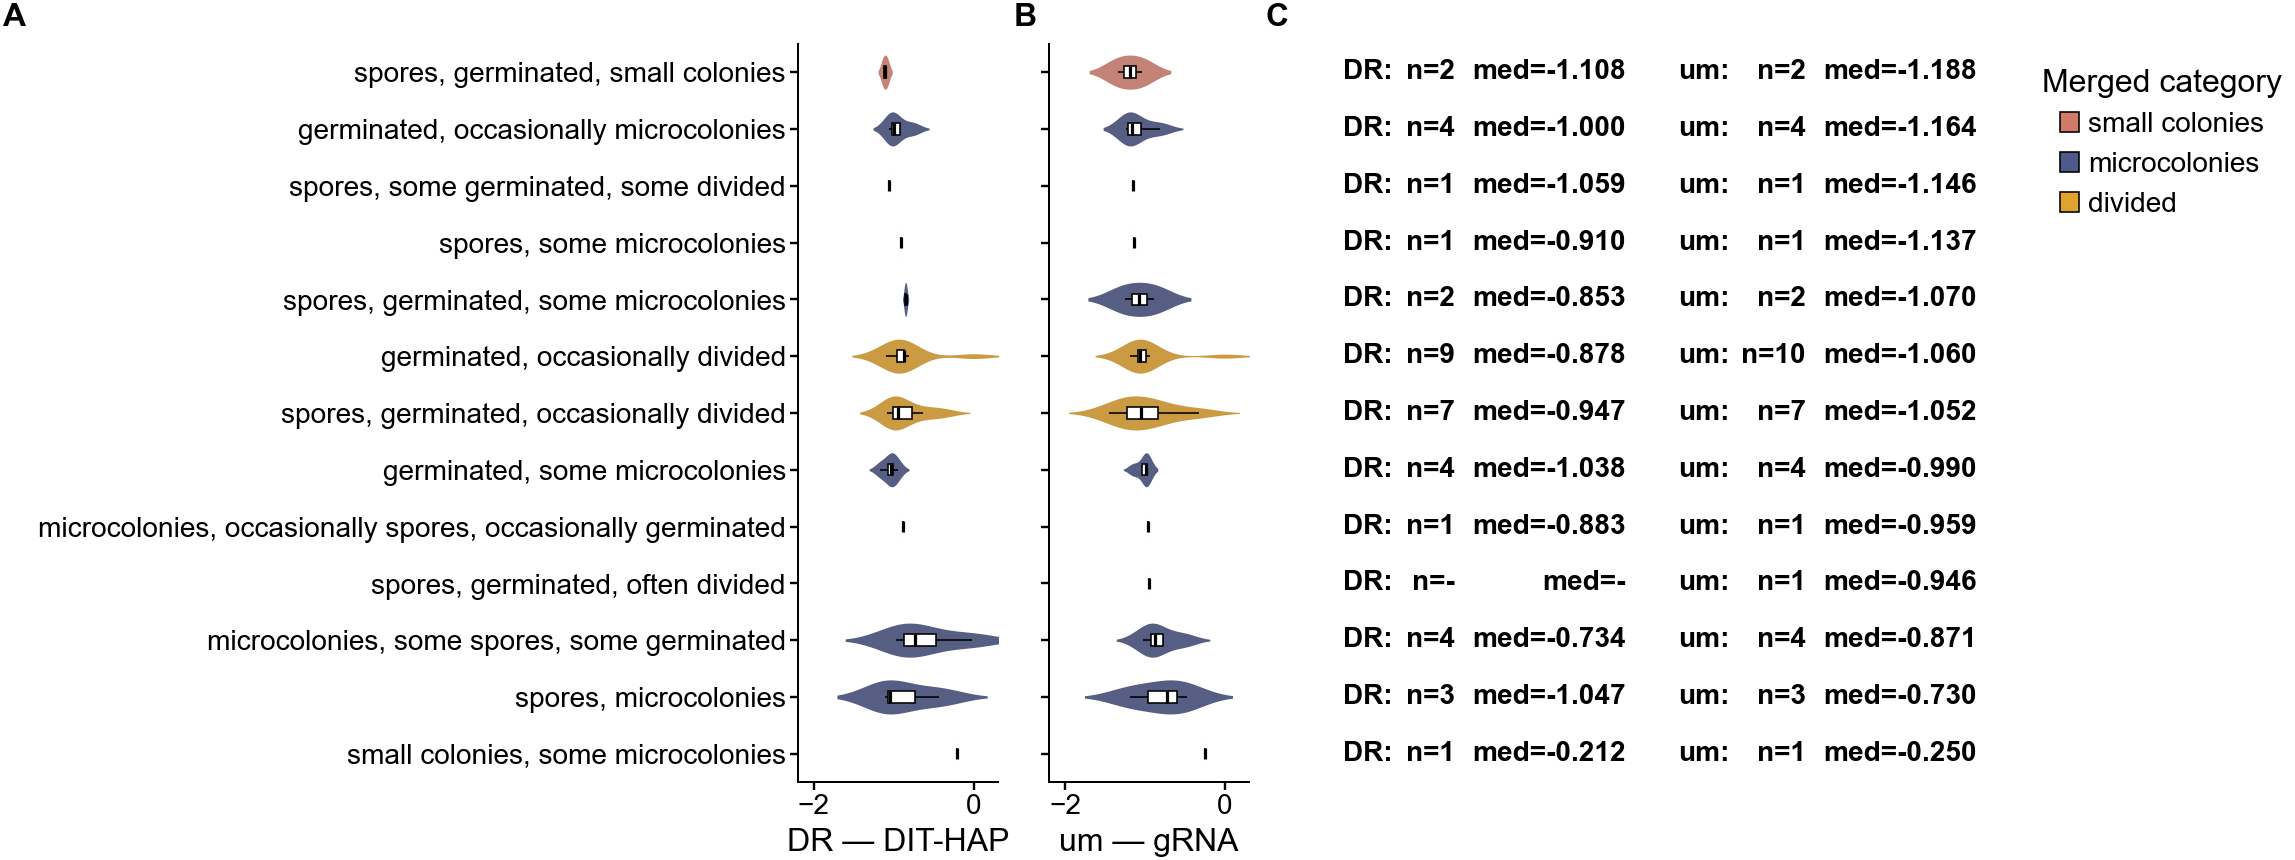 A
B
C
spores, germinated, small colonies
DR: n=2 med=-1.108 um: n=2 med=-1.188
germinated, occasionally microcolonies
DR: n=4 med=-1.000 um: n=4 med=-1.164
spores, some germinated, some divided
DR: n=1 med=-1.059 um: n=1 med=-1.146
spores, some microcolonies
DR: n=1 med=-0.910 um: n=1 med=-1.137
spores, germinated, some microcolonies
DR: n=2 med=-0.853 um: n=2 med=-1.070
germinated, occasionally divided
DR: n=9 med=-0.878 um: n=10 med=-1.060
spores, germinated, occasionally divided
DR: n=7 med=-0.947 um: n=7 med=-1.052
germinated, some microcolonies
DR: n=4 med=-1.038 um: n=4 med=-0.990
microcolonies, occasionally spores, occasionally germinated
DR: n=1 med=-0.883 um: n=1 med=-0.959
spores, germinated, often divided
DR: n=- med=- um: n=1 med=-0.946
microcolonies, some spores, some germinated
DR: n=4 med=-0.734 um: n=4 med=-0.871
spores, microcolonies
DR: n=3 med=-1.047 um: n=3 med=-0.730
small colonies, some microcolonies
DR: n=1 med=-0.212 um: n=1 med=-0.250
−2 0
DR — DIT-HAP
−2 0
um — gRNA
Merged category
small colonies
microcolonies
divided